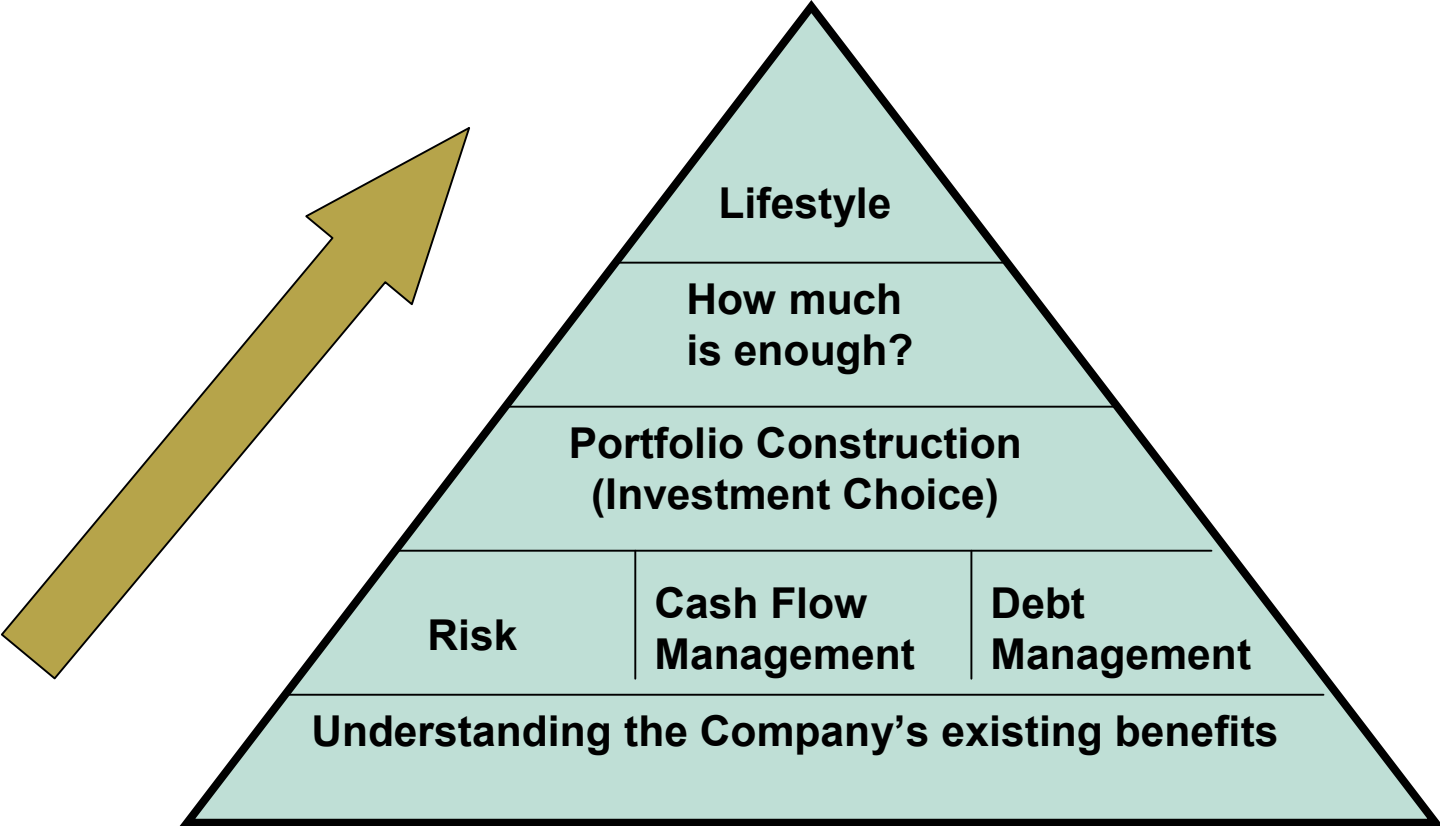 Lifestyle
How much
is enough?
Portfolio Construction
(Investment Choice)
Risk
Cash Flow
Management
Debt
Management
Understanding the Company’s existing benefits